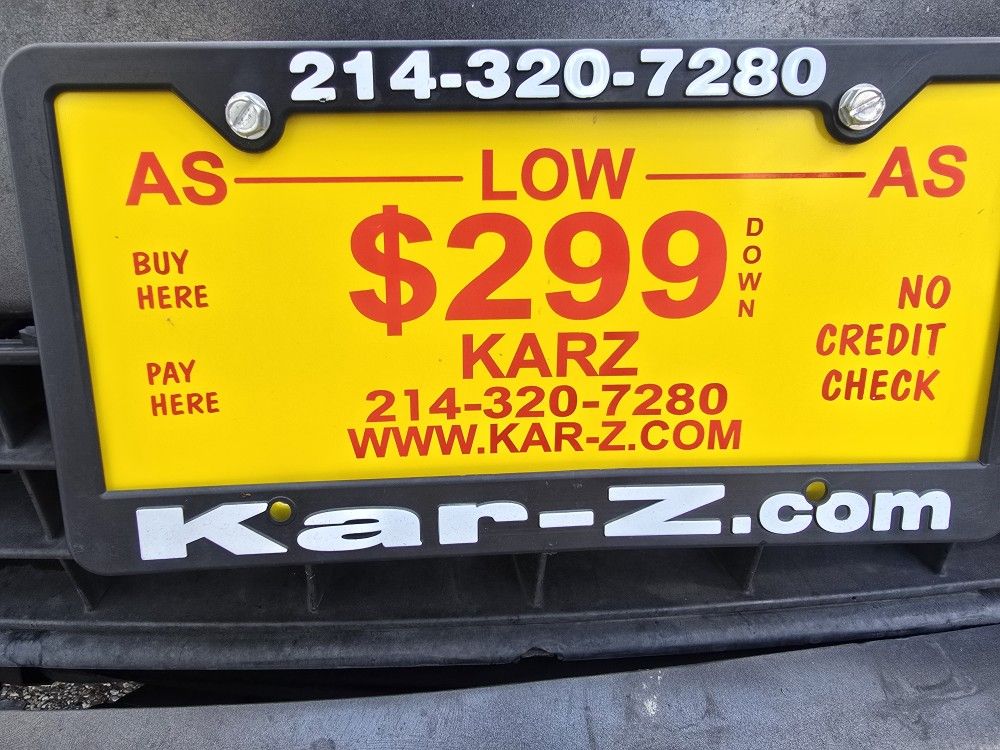 214-320-7280
AS LOW AS
$299 DOWN
BUY
HERE
PAY
HERE
NO
CREDIT
CHECK
KARZ
214-320-7280
WWW.KAR-Z.COM
Kar-Z.com